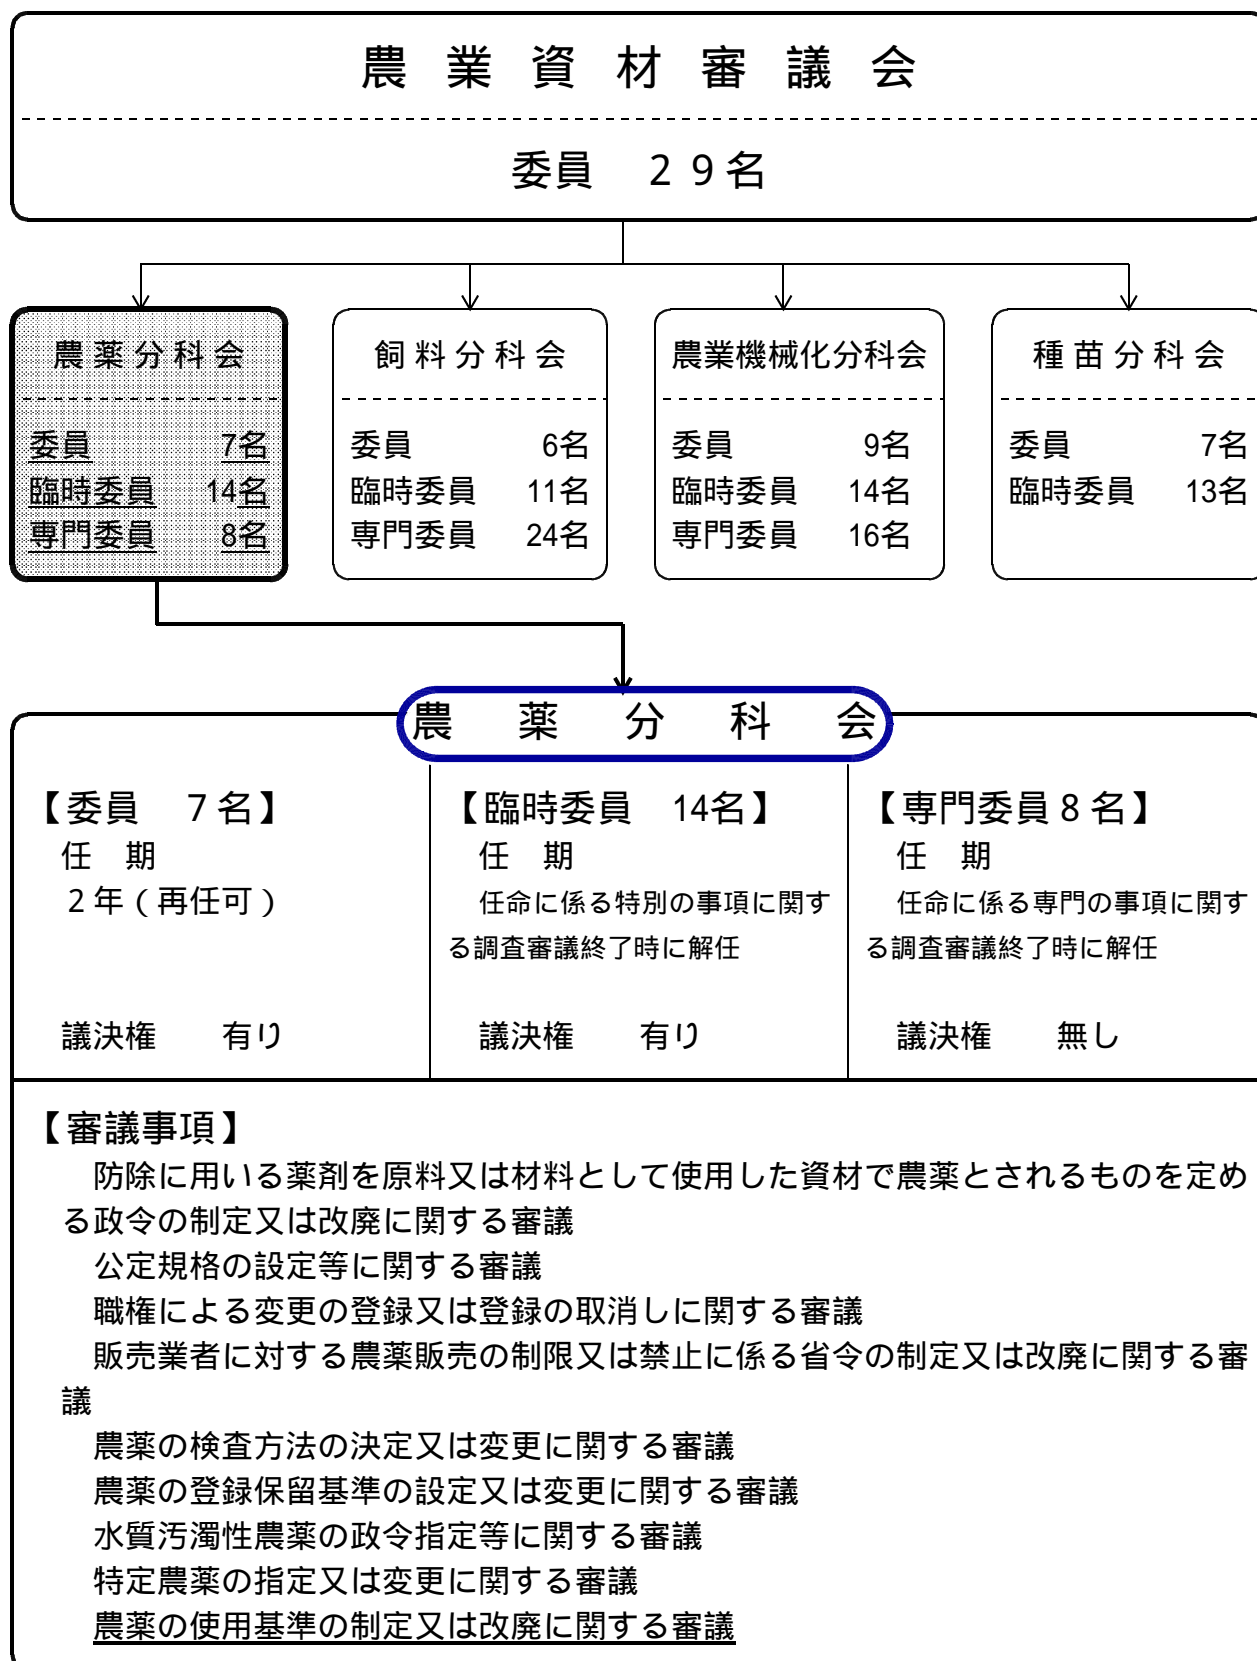 農業資材審議会
委員　２９名
農薬分科会
委員　7名
臨時委員　14名
専門委員　8名
飼料分科会
委員　6名
臨時委員　11名
専門委員　24名
農業機械化分科会
委員　9名
臨時委員　14名
専門委員　16名
種苗分科会
委員　7名
臨時委員　13名
農薬分科会
【委員　７名】
任　期
２年（再任可）
議決権　有り
【臨時委員　14名】
任　期
任命に係る特別の事項に関す
る調査審議終了時に解任
議決権　有り
【専門委員８名】
任　期
任命に係る専門の事項に関す
る調査審議終了時に解任
議決権　無し
【審議事項】
防除に用いる薬剤を原料又は材料として使用した資材で農薬とされるものを定め
る政令の制定又は改廃に関する審議
公定規格の設定等に関する審議
職権による変更の登録又は登録の取消しに関する審議
販売業者に対する農薬販売の制限又は禁止に係る省令の制定又は改廃に関する審
議
農薬の検査方法の決定又は変更に関する審議
農薬の登録保留基準の設定又は変更に関する審議
水質汚濁性農薬の政令指定等に関する審議
特定農薬の指定又は変更に関する審議
農薬の使用基準の制定又は改廃に関する審議